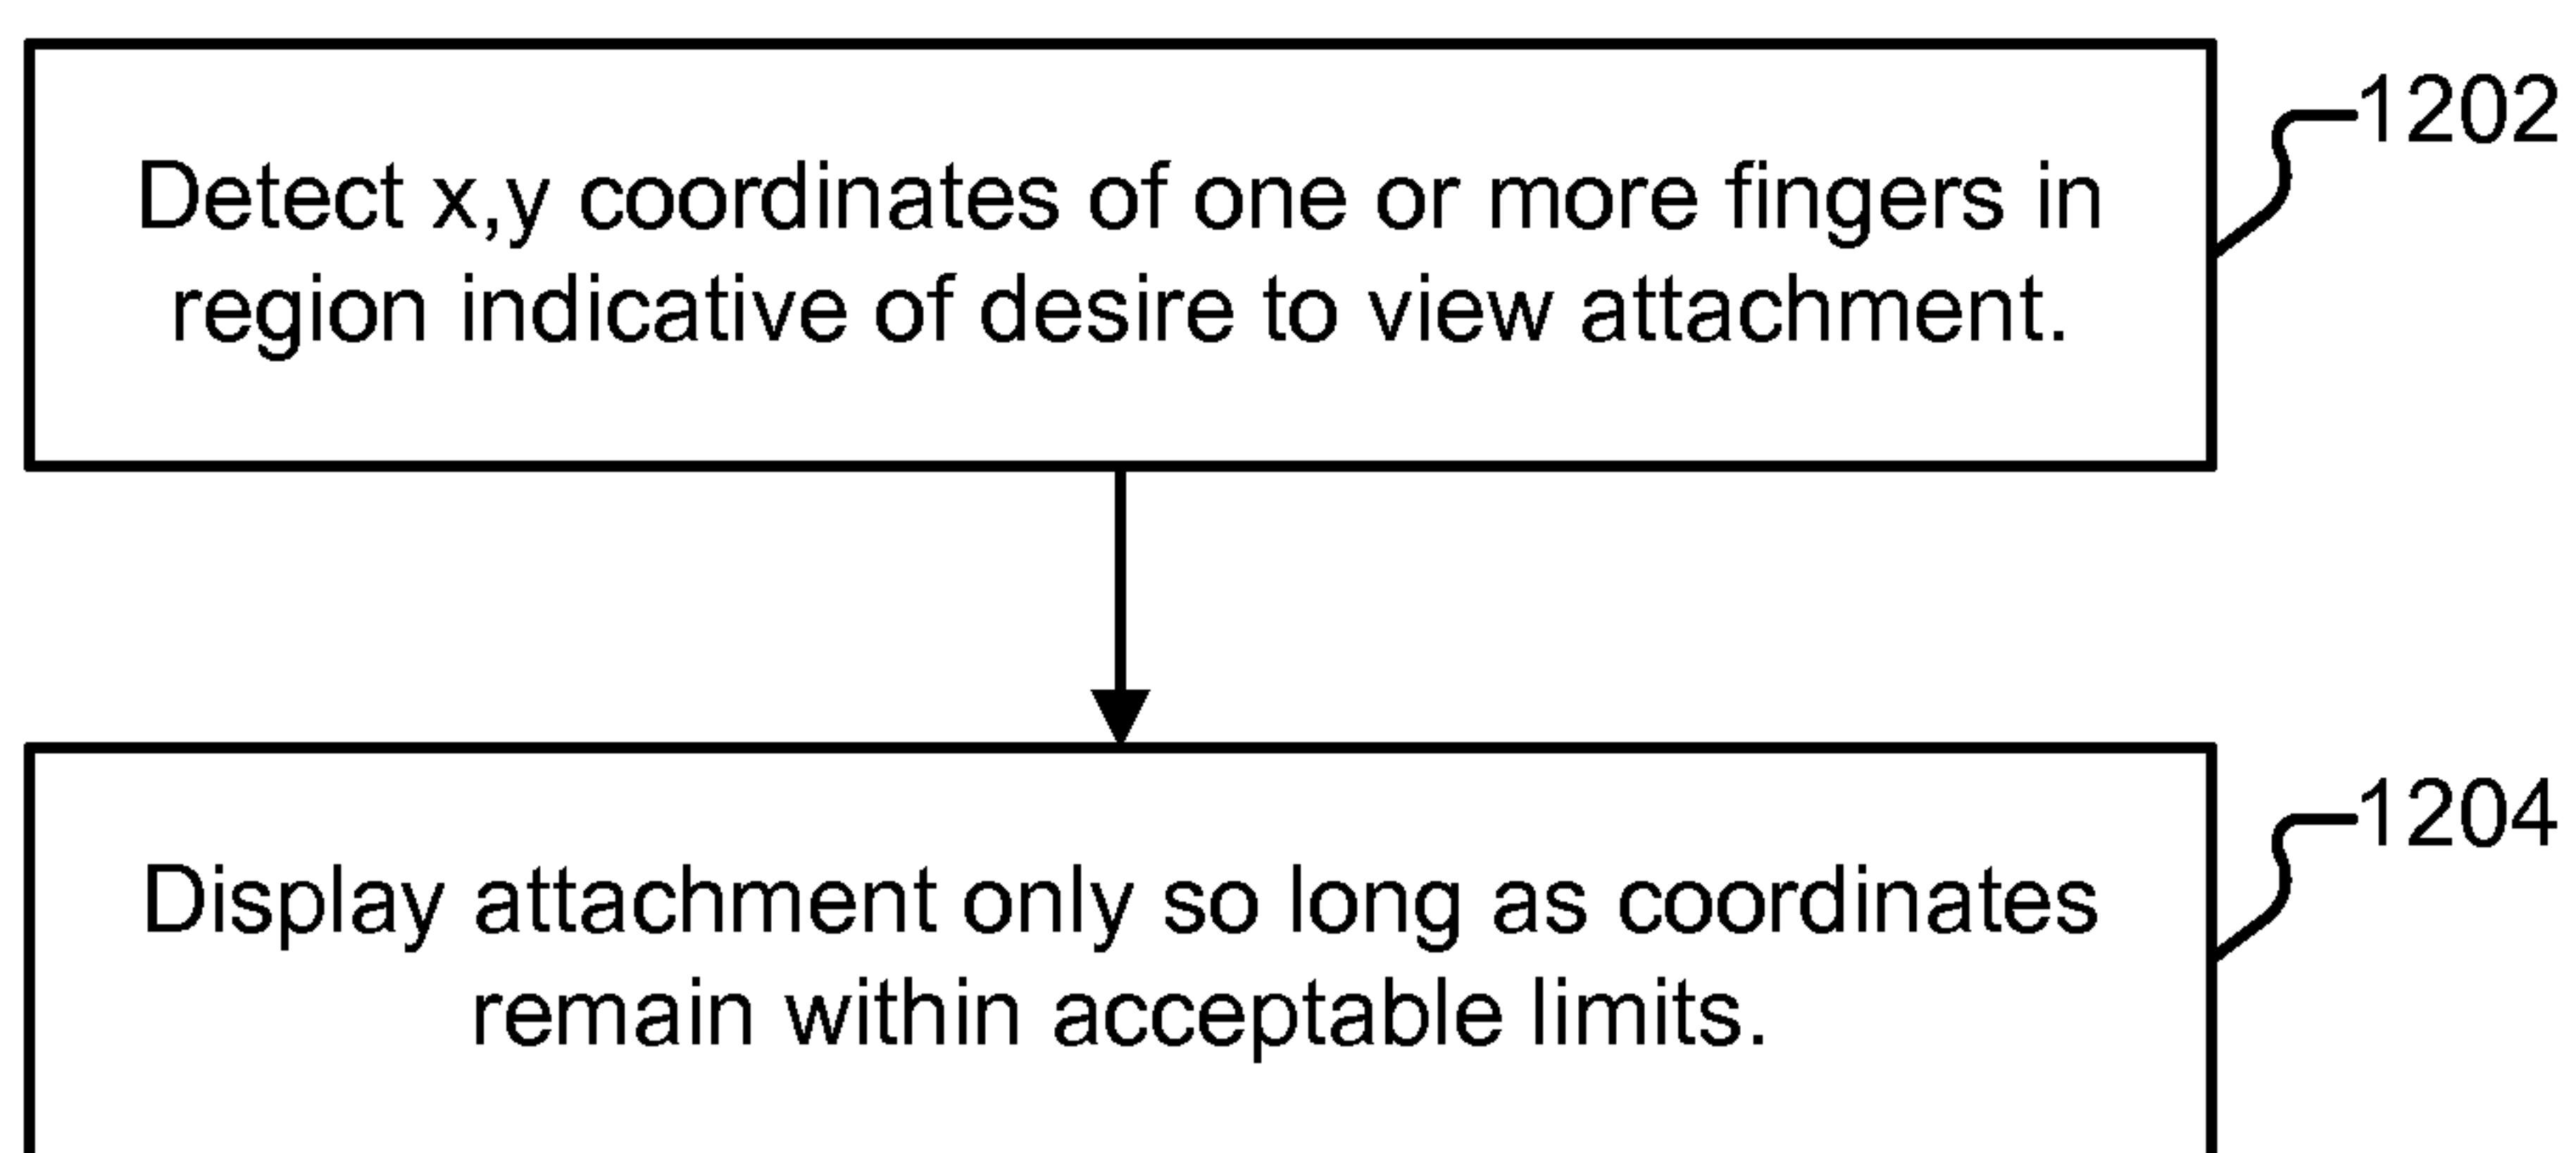 1202
Detect x,y coordinates of one or more fingers in
region indicative of desire to view attachment.
1204
Display attachment only so long as coordinates
remain within acceptable limits.